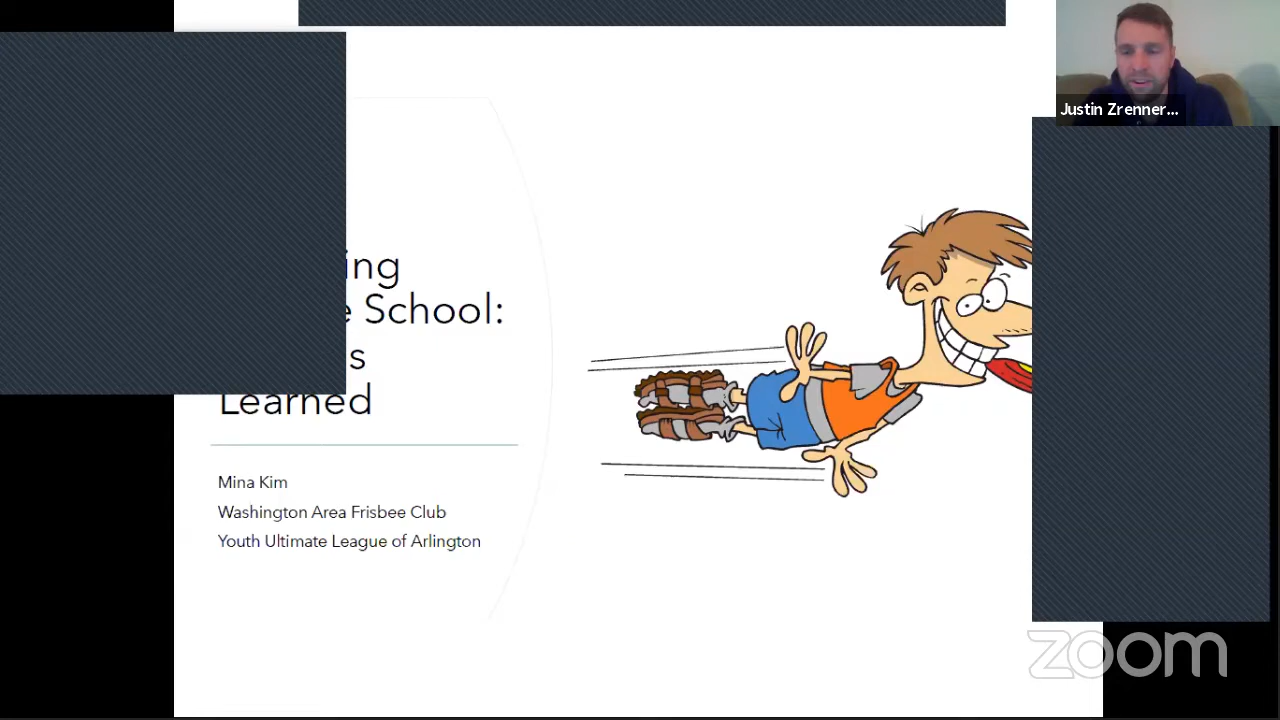 Justin Zrenner...
ing
e School:
s
Learned
Mina Kim
Washington Area Frisbee Club
Youth Ultimate League of Arlington
zoom